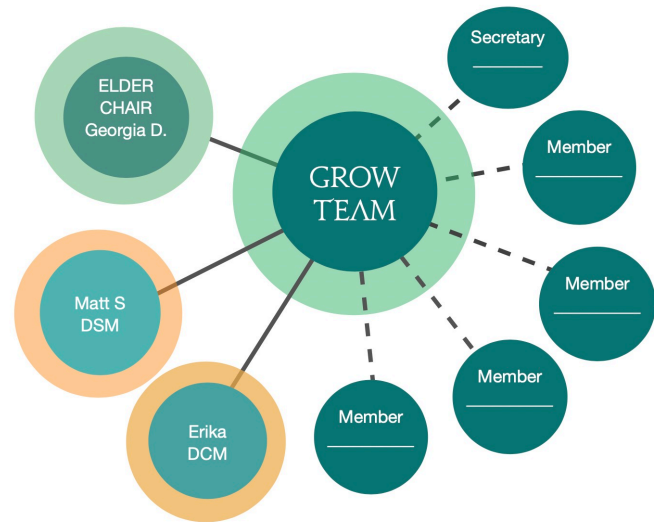 ELDER
CHAIR
Georgia D.
GROW
TEAM
Secretary
Member
Member
Member
Member
Matt S
DSM
Erika
DCM